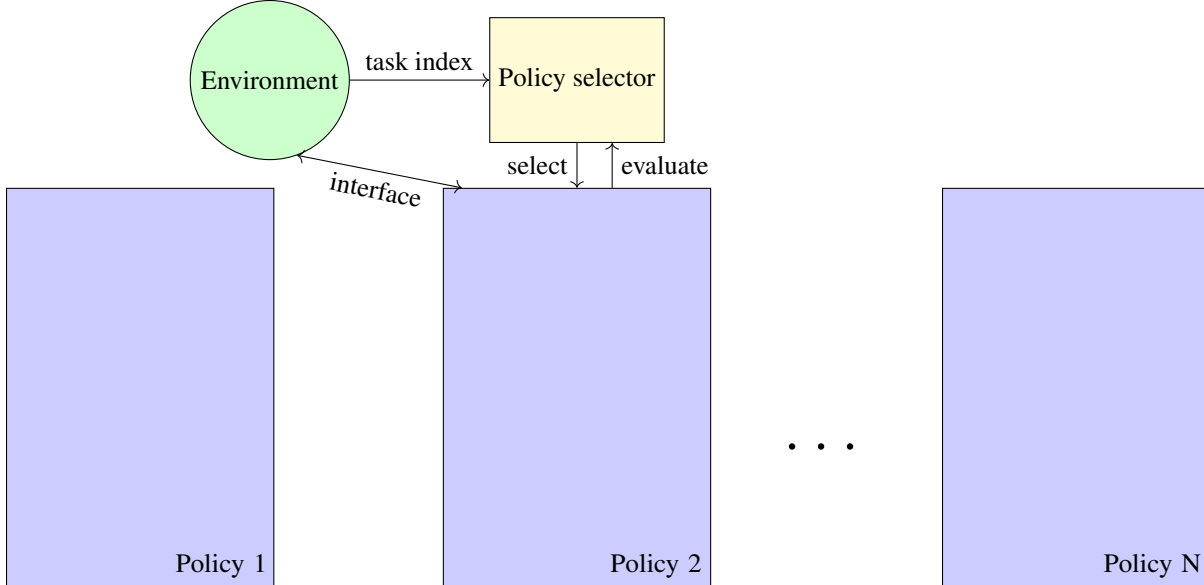 Environment
task index
Policy selector
select
evaluate
interface
. . .
Policy 1
Policy 2
Policy N